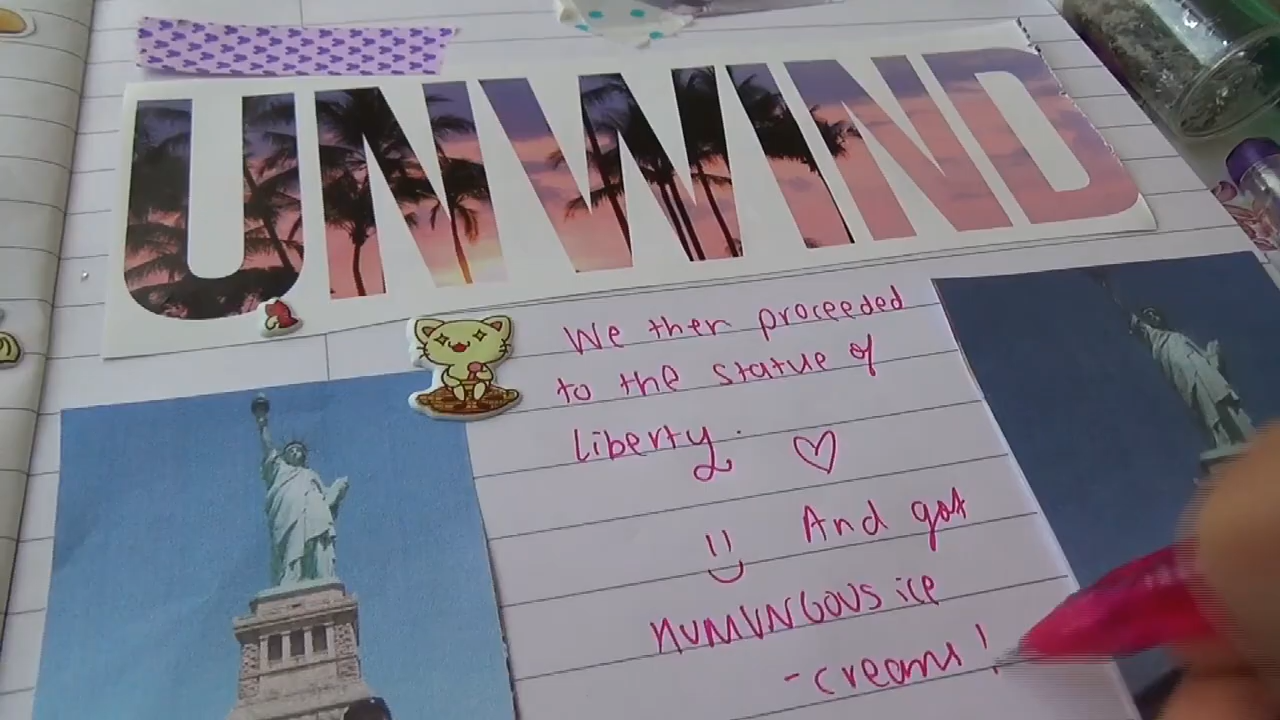 UNWIND
We then proceeded
to the statue of
liberty.
And got
HUMUNGOUS ice
- creams!